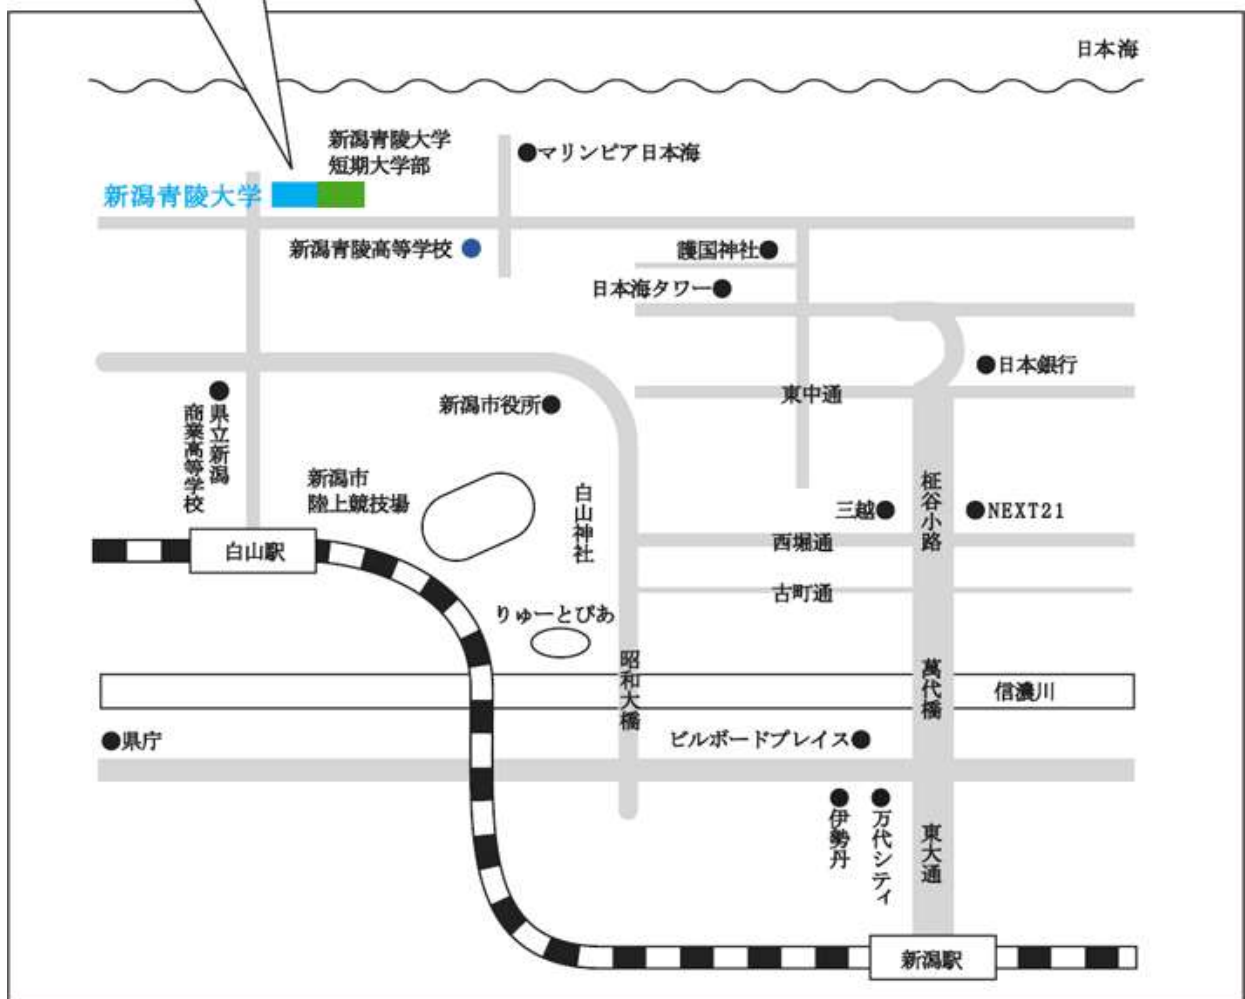 日本海
新潟青陵大学
短期大学部
マリンピア日本海
新潟青陵大学
新潟青陵高等学校
護国神社
日本海タワー
日本銀行
東中通
新潟市役所
県立新潟
商業高等学校
新潟市
陸上競技場
白山神社
柾谷小路
三越
NEXT21
西堀通
白山駅
古町通
りゅーとぴあ
昭和大橋
萬代橋
信濃川
県庁
ビルボードプレイス
伊勢丹
万代シティ
東大通
新潟駅